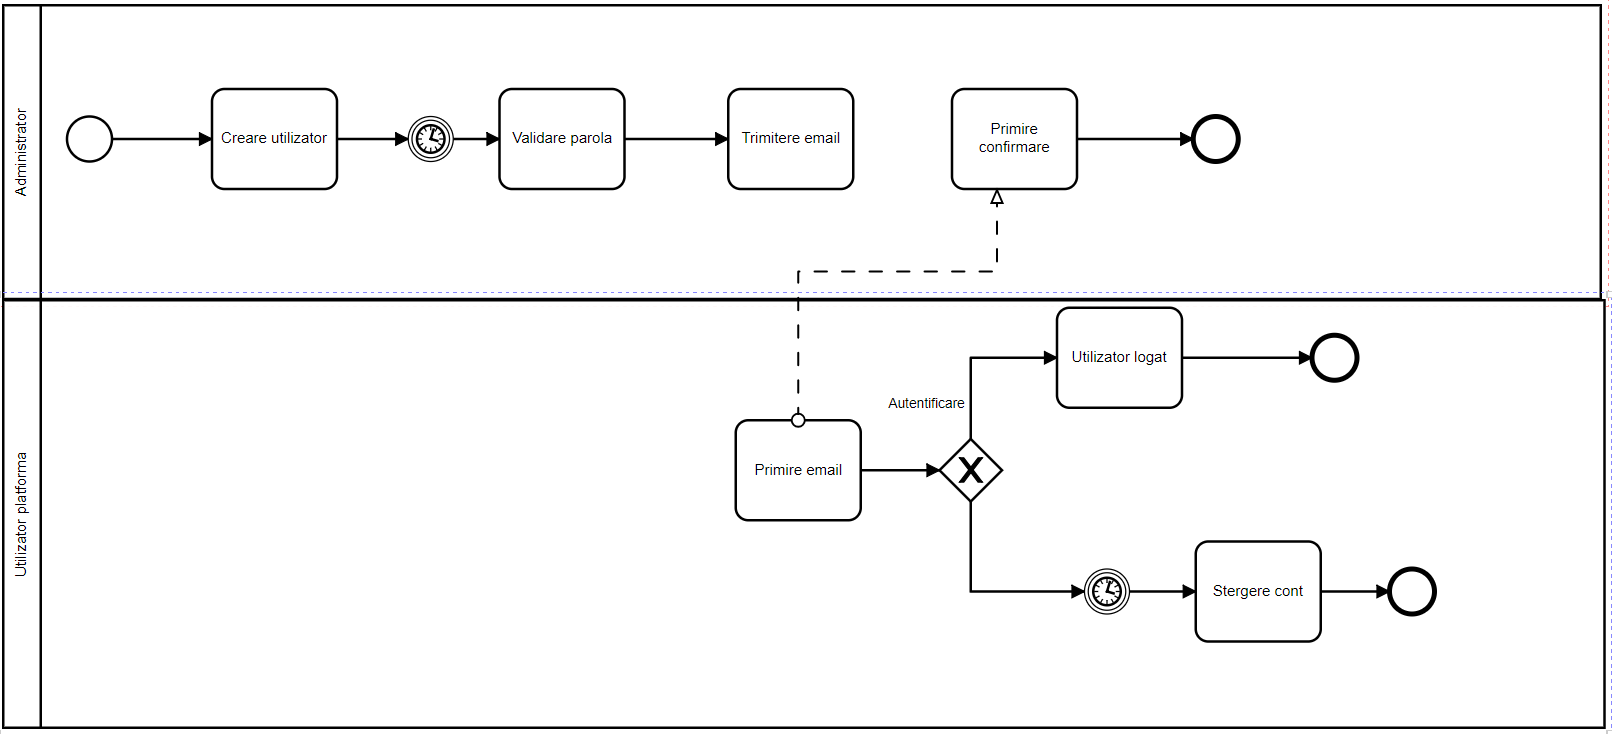 Administrator
Creare utilizator
Validare parola
Trimitere email
Primire
confirmare
Utilizator platforma
Utilizator logat
Autentificare
Primire email
Stergere cont